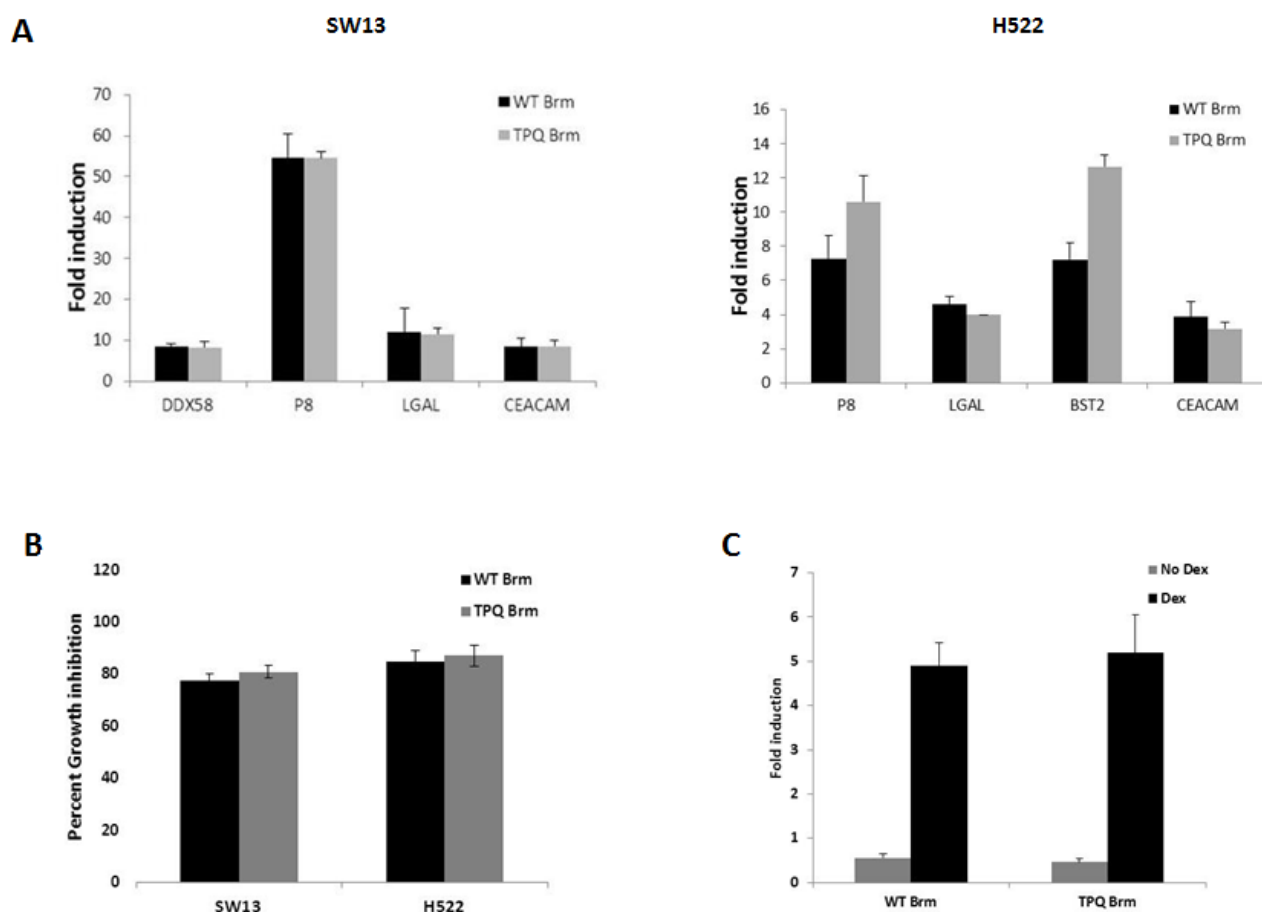 A
SW13
H522
Fold induction
70
60
50
40
30
20
10
0
WT Brm
TPQ Brm
DDX58 P8 LGAL CEACAM
Fold induction
16
14
12
10
8
6
4
2
0
WT Brm
TPQ Brm
P8 LGAL BST2 CEACAM
B
Percent Growth inhibition
120
100
80
60
40
20
0
WT Brm
TPQ Brm
SW13 H522
C
Fold induction
7
6
5
4
3
2
1
0
No Dex
Dex
WT Brm TPQ Brm